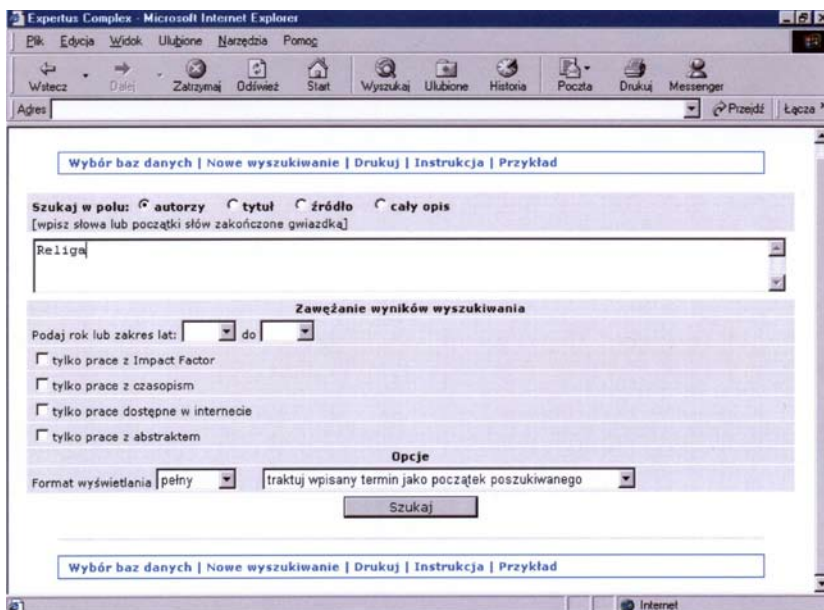 Expertus Complex - Microsoft Internet Explorer
Plik Edycja Widok Ulubione Narzędzia Pomoc
Wstecz Dalej Zatrzymaj Odśwież Start Wyszukaj Ulubione Historia Poczta Drukuj Messenger
Adres Przejdź Łącza
Wybór baz danych | Nowe wyszukiwanie | Drukuj | Instrukcja | Przykład
Szukaj w polu: autorzy tytuł źródło cały opis
[wpisz słowa lub początki słów zakończone gwiazdką]
Religa
Zawężanie wyników wyszukiwania
Podaj rok lub zakres lat: do
tylko prace z Impact Factor
tylko prace z czasopism
tylko prace dostępne w internecie
tylko prace z abstraktem
Opcje
Format wyświetlania pełny traktuj wpisany termin jako początek poszukiwanego
Szukaj
Wybór baz danych | Nowe wyszukiwanie | Drukuj | Instrukcja | Przykład
Internet